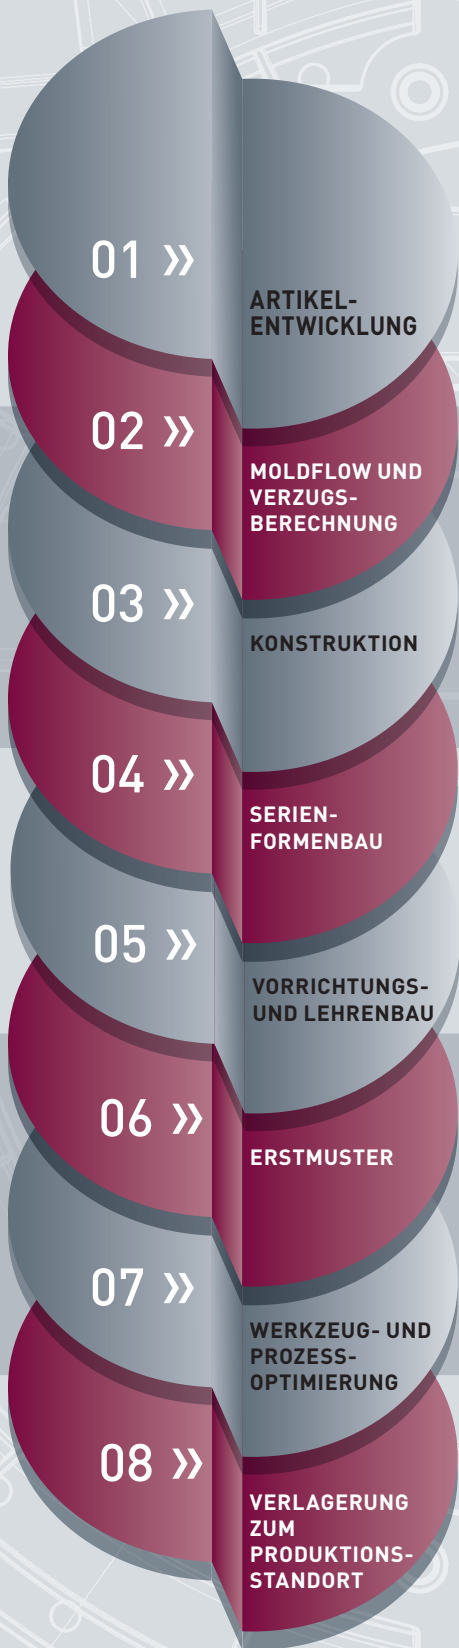 01 »
ARTIKEL-
ENTWICKLUNG
02 »
MOLDFLOW UND
VERZUGS-
BERECHNUNG
03 »
KONSTRUKTION
04 »
SERIEN-
FORMENBAU
05 »
VORRICHTUNGS-
UND LEHRENBAU
06 »
ERSTMUSTER
07 »
WERKZEUG- UND
PROZESS-
OPTIMIERUNG
08 »
VERLAGERUNG
ZUM
PRODUKTIONS-
STANDORT